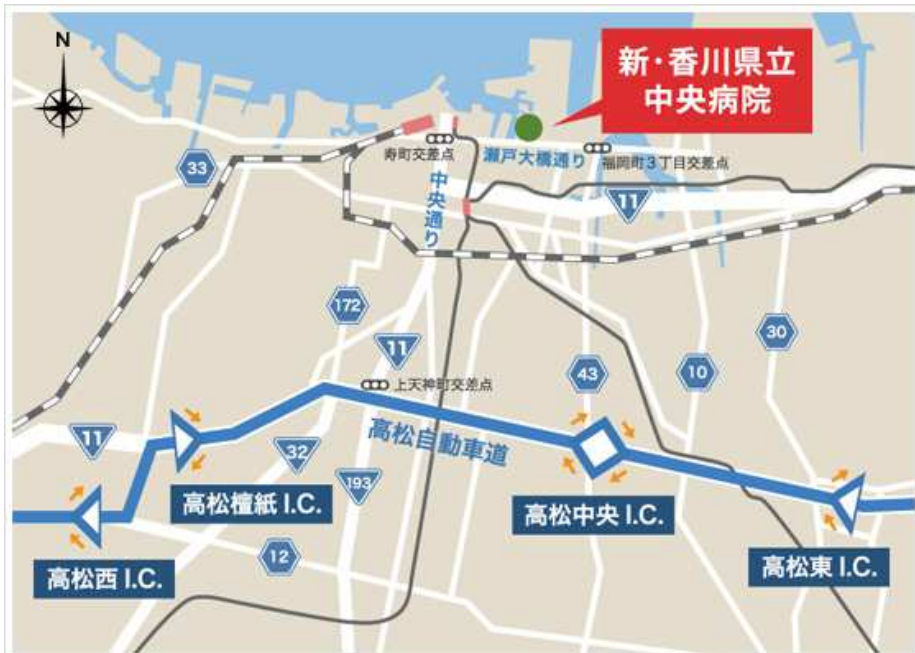 N
新・香川県立
中央病院
寿町交差点
瀬戸大橋通り
福岡町3丁目交差点
33
中央通り
11
172
11
30
上天神町交差点
43
10
11
高松自動車道
32
193
高松檀紙 I.C.
高松中央 I.C.
12
高松西 I.C.
高松東 I.C.